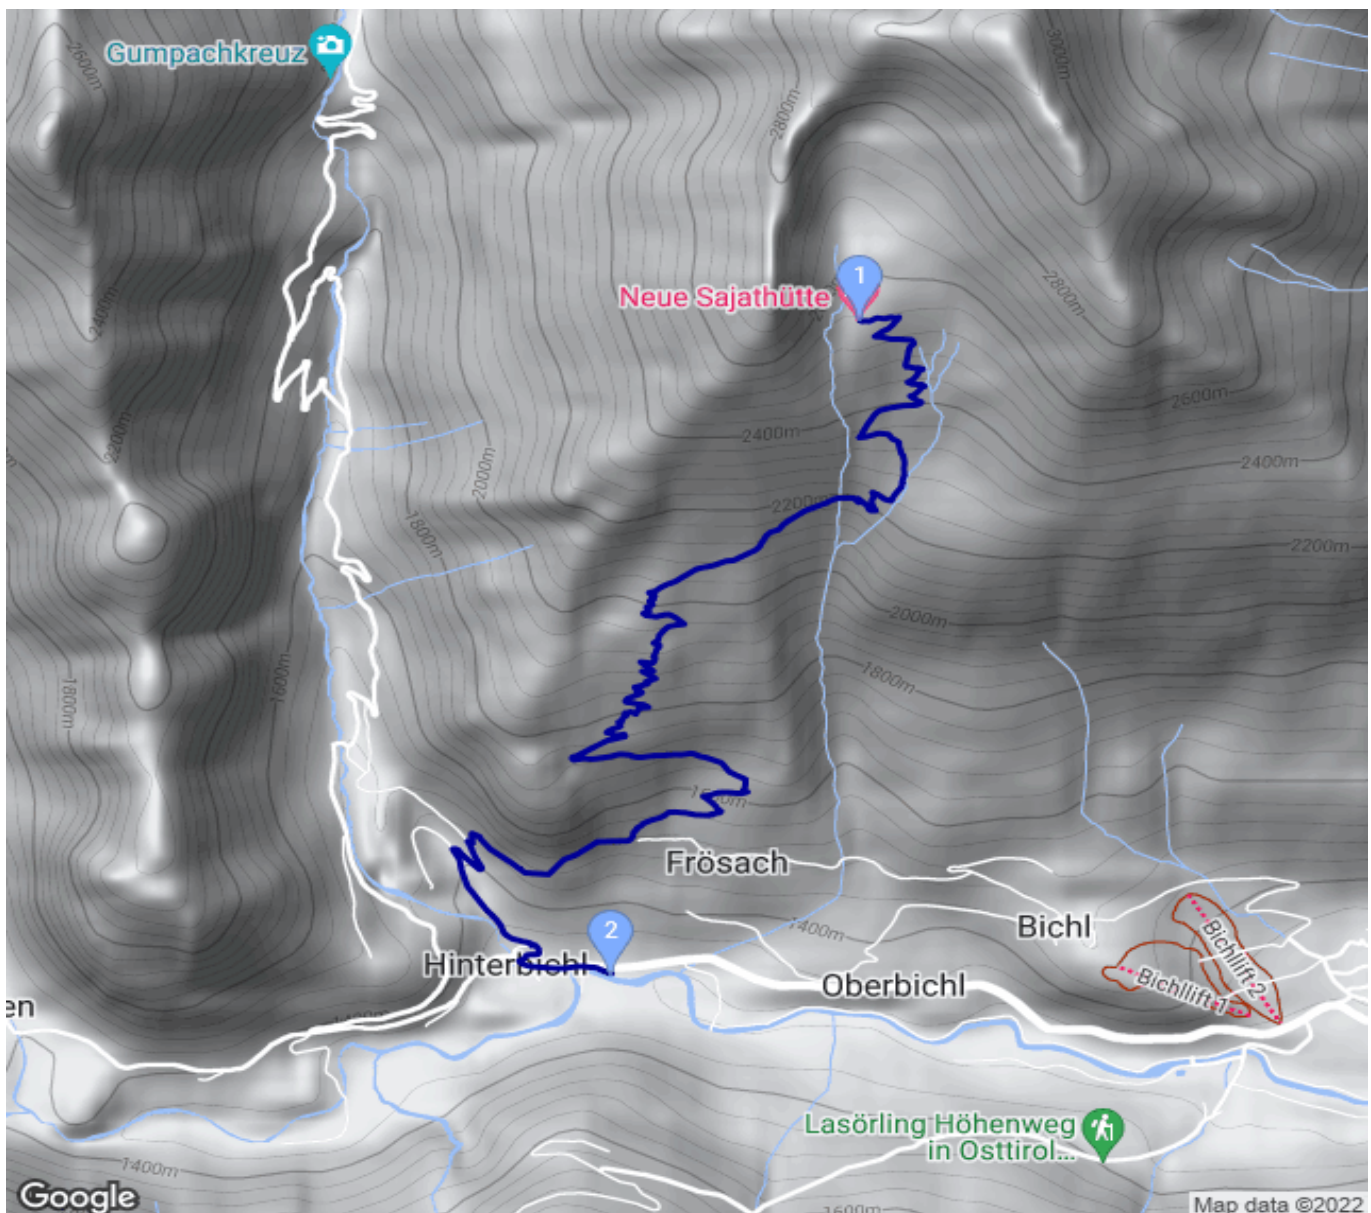 2600m
Gumpachkreuz
3000m
2800m
Neue Sajathütte
2400m
2800m
2600m
2200m
2400m
2400m
2000m
2200m
1800m
2200m
2000m
1800m
1600m
1800m
Frösach
1400m
Bichl
Hinterbichl
Oberbichl
Bichllift 2
Bichllift 1
en
Lasörling Höhenweg
in Osttirol...
1400m
1600m
Google
Map data ©2022
1
2